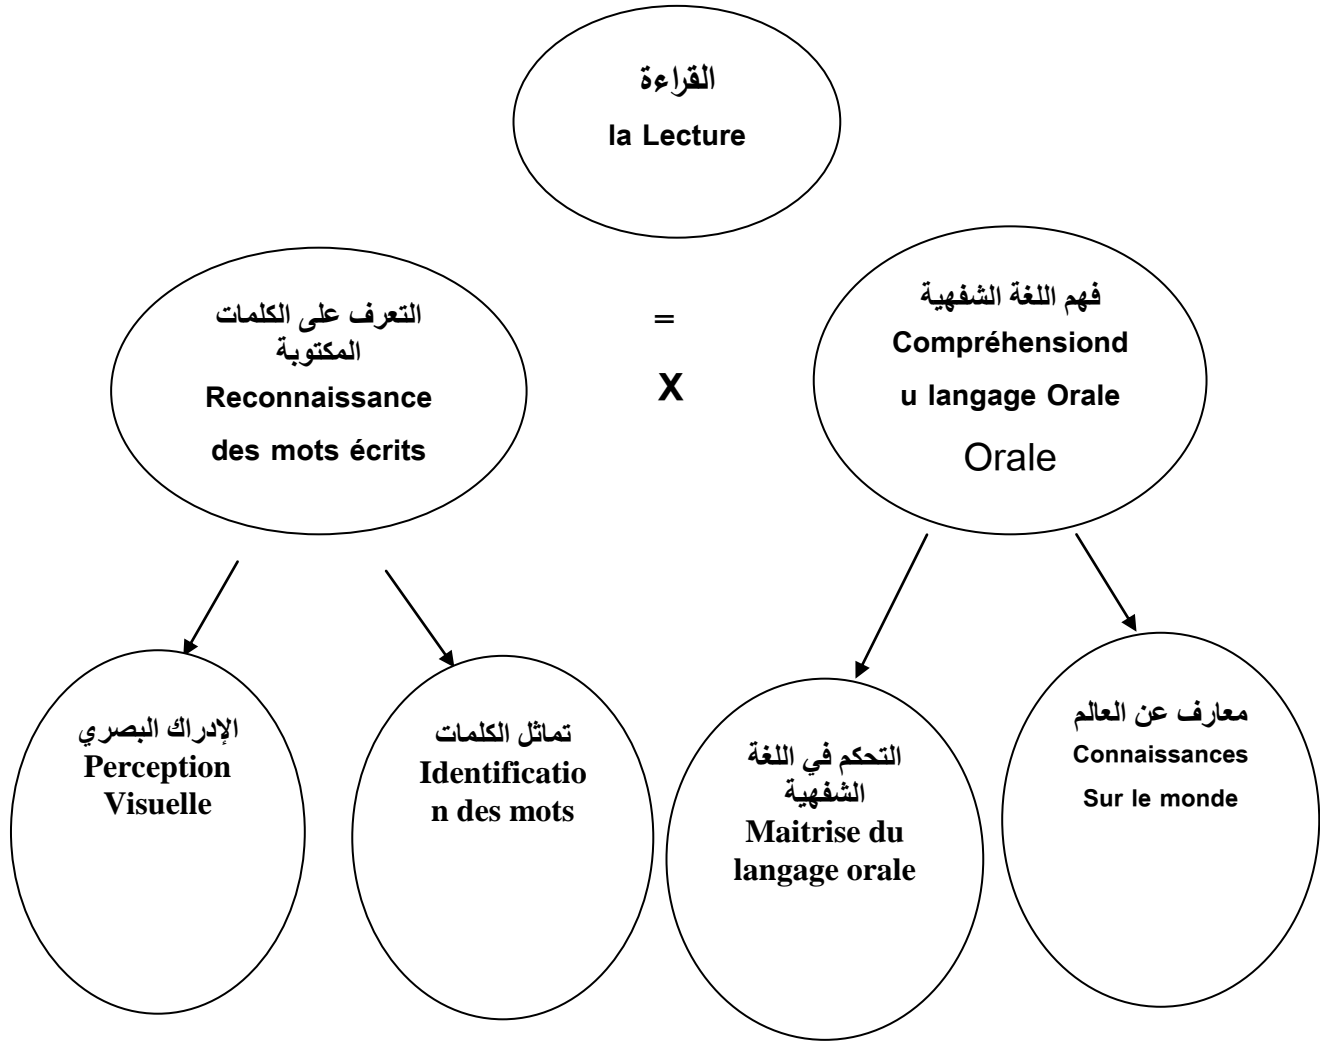 القراءة
la Lecture
التعرف على الكلمات
المكتوبة
Reconnaissance
des mots écrits
=
X
فهم اللغة الشفهية
Compréhensiond
u langage Orale
Orale
الإدراك البصري
Perception
Visuelle
تماثل الكلمات
Identificatio
n des mots
التحكم في اللغة
الشفهية
Maitrise du
langage orale
معارف عن العالم
Connaissances
Sur le monde